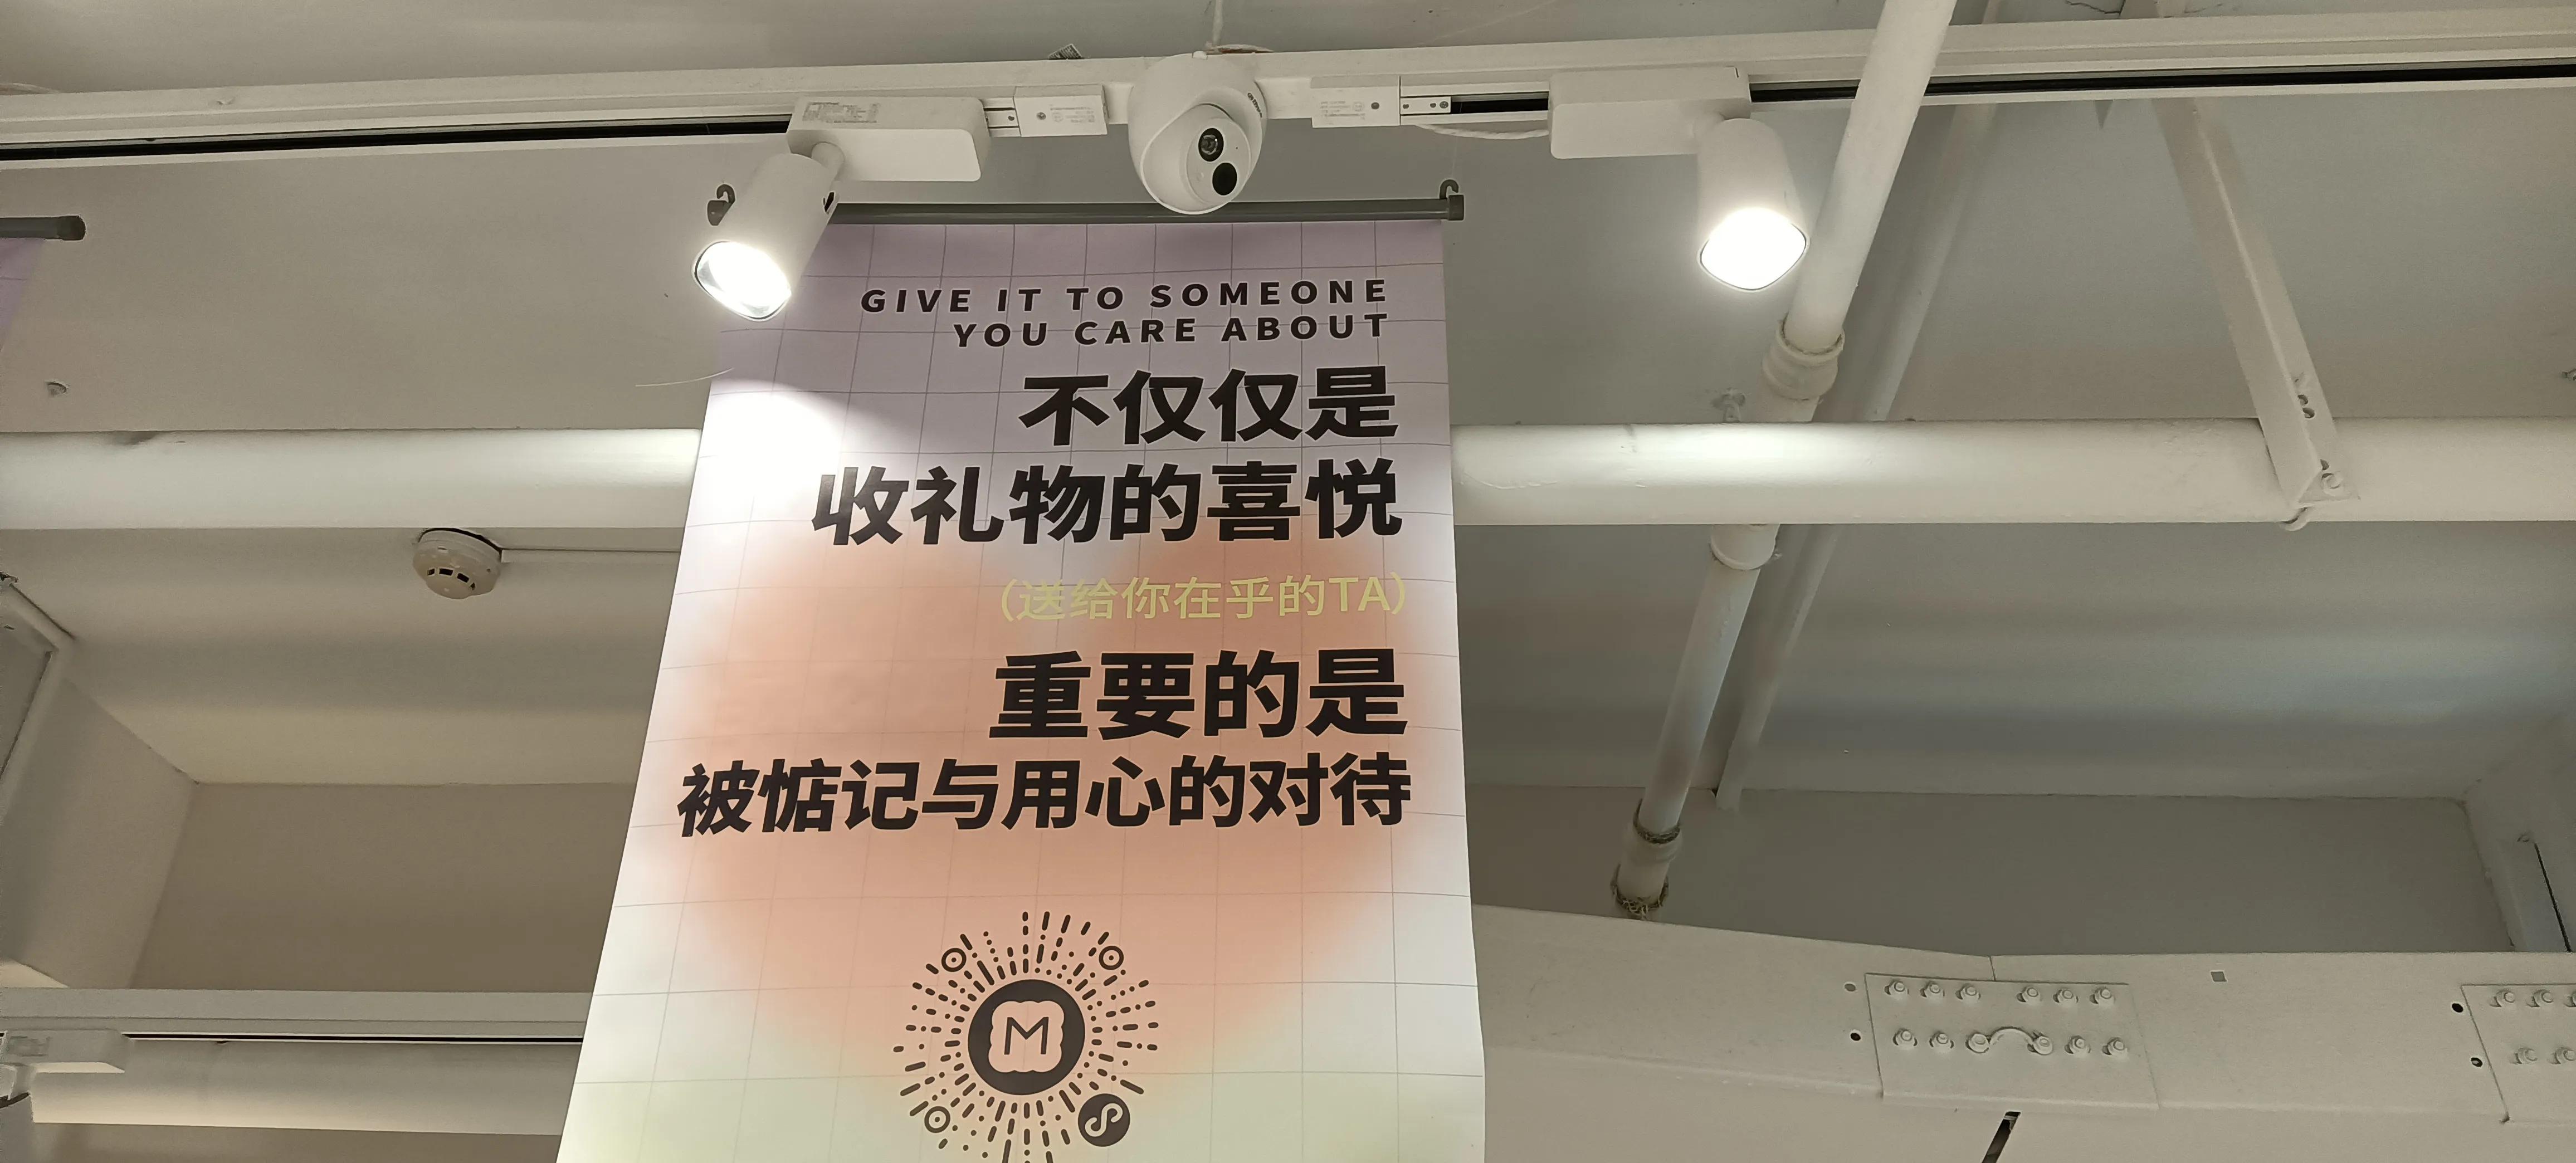 GIVE IT TO SOMEONE
YOU CARE ABOUT
不仅仅是
收礼物的喜悦
(送给你在乎的TA)
重要的是
被惦记与用心的对待
M